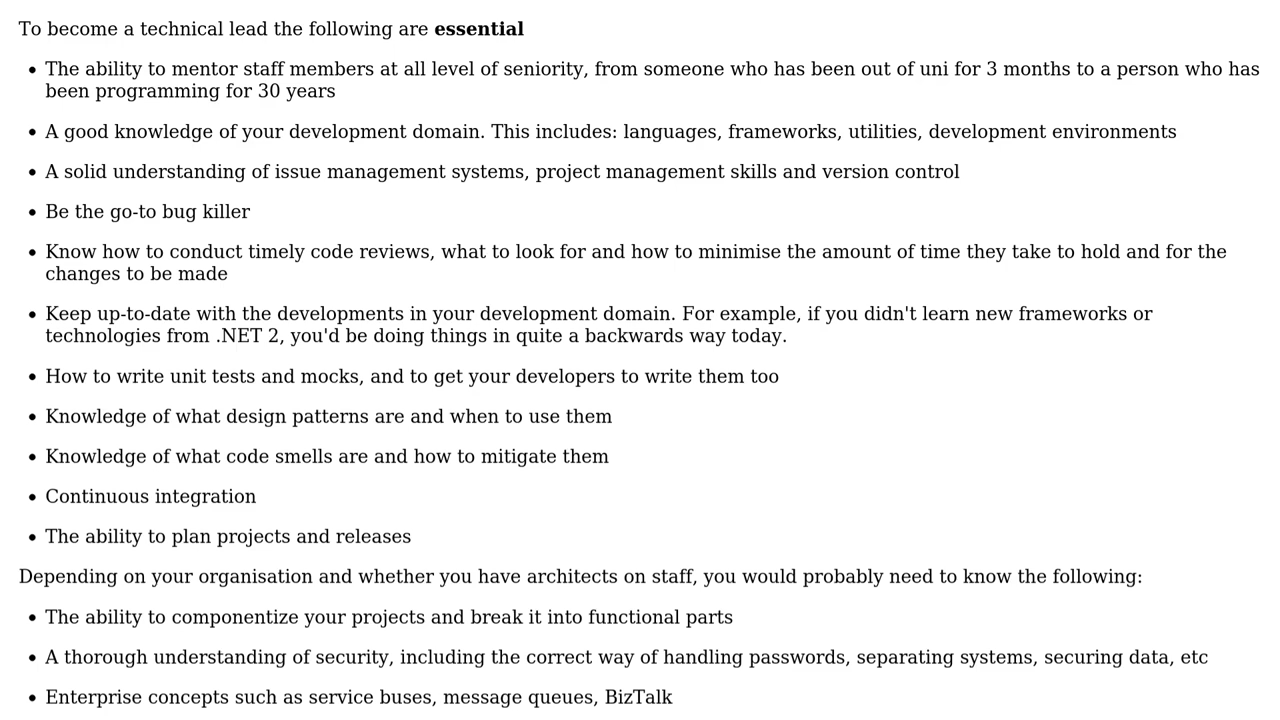 To become a technical lead the following are essential
• The ability to mentor staff members at all level of seniority, from someone who has been out of uni for 3 months to a person who has
been programming for 30 years
• A good knowledge of your development domain. This includes: languages, frameworks, utilities, development environments
• A solid understanding of issue management systems, project management skills and version control
• Be the go-to bug killer
• Know how to conduct timely code reviews, what to look for and how to minimise the amount of time they take to hold and for the
changes to be made
• Keep up-to-date with the developments in your development domain. For example, if you didn't learn new frameworks or
technologies from .NET 2, you'd be doing things in quite a backwards way today.
• How to write unit tests and mocks, and to get your developers to write them too
• Knowledge of what design patterns are and when to use them
• Knowledge of what code smells are and how to mitigate them
• Continuous integration
• The ability to plan projects and releases
Depending on your organisation and whether you have architects on staff, you would probably need to know the following:
• The ability to componentize your projects and break it into functional parts
• A thorough understanding of security, including the correct way of handling passwords, separating systems, securing data, etc
• Enterprise concepts such as service buses, message queues, BizTalk